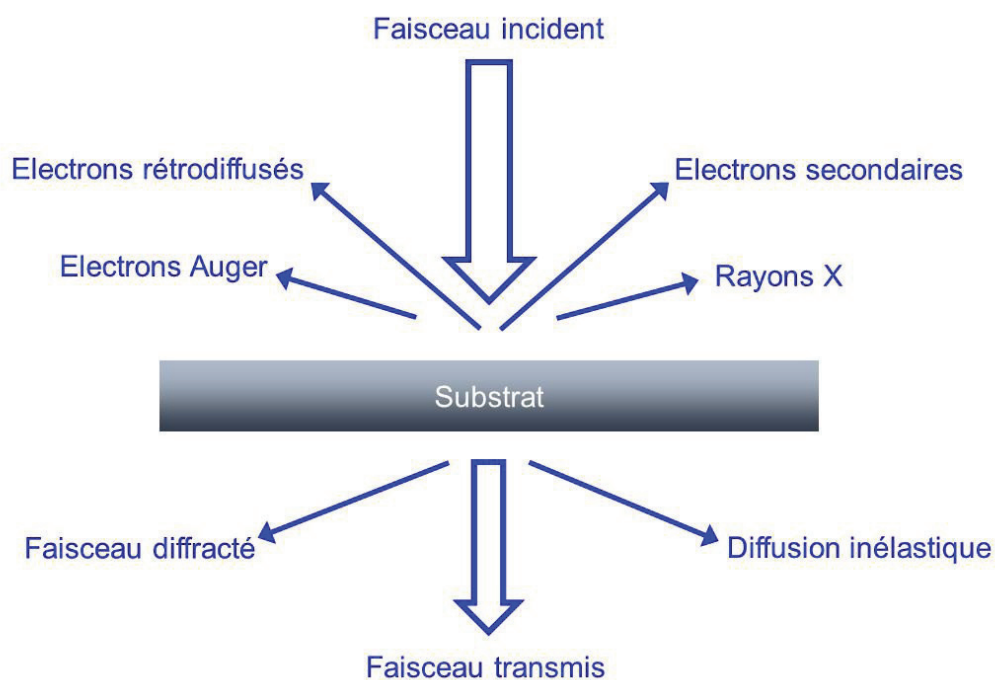 Faisceau incident
Electrons rétrodiffusés
Electrons secondaires
Electrons Auger
Rayons X
Substrat
Faisceau diffracté
Diffusion inélastique
Faisceau transmis